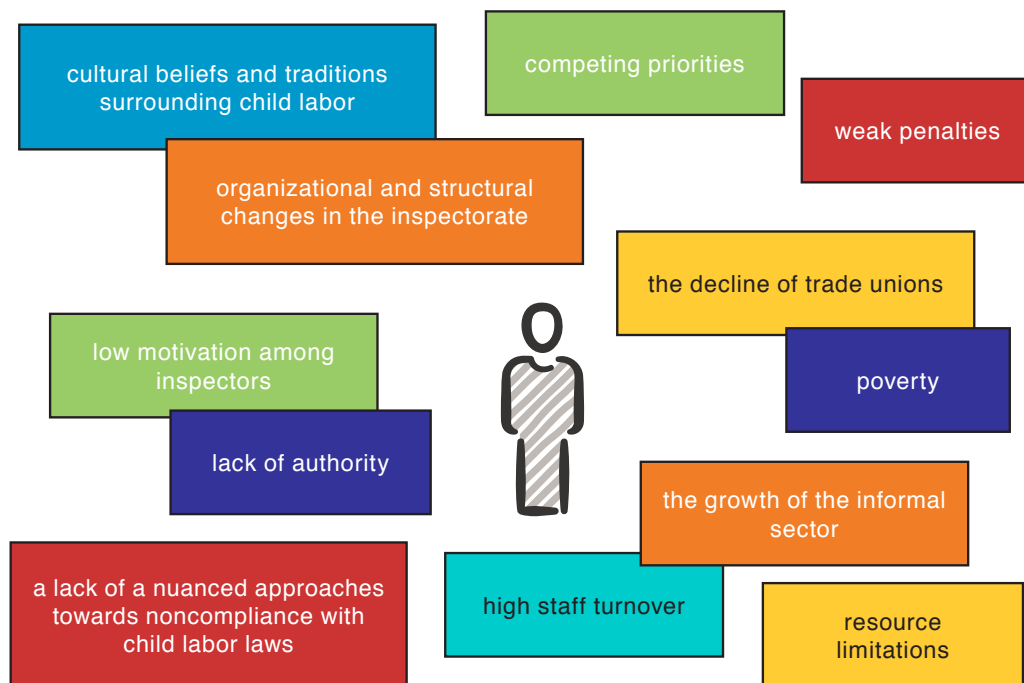 cultural beliefs and traditions
surrounding child labor
competing priorities
weak penalties
organizational and structural
changes in the inspectorate
the decline of trade unions
low motivation among
inspectors
poverty
lack of authority
the growth of the informal
sector
a lack of a nuanced approaches
towards noncompliance with
child labor laws
high staff turnover
resource
limitations